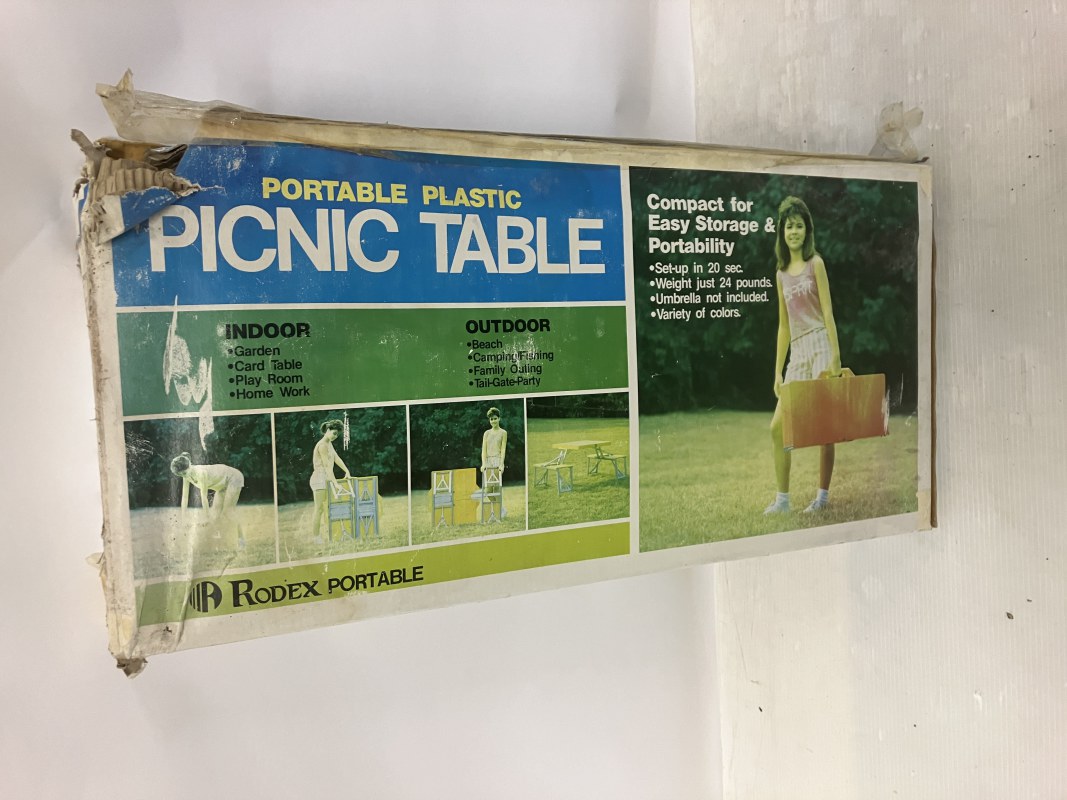 PORTABLE PLASTIC
PICNIC TABLE
INDOOR
•Garden
•Card Table
•Play Room
•Home Work
OUTDOOR
•Beach
•Camping/Fishing
•Family Outing
•Tail-Gate-Party
RODEX PORTABLE
Compact for
Easy Storage &
Portability
•Set-up in 20 sec.
•Weight just 24 pounds.
•Umbrella not included.
•Variety of colors.